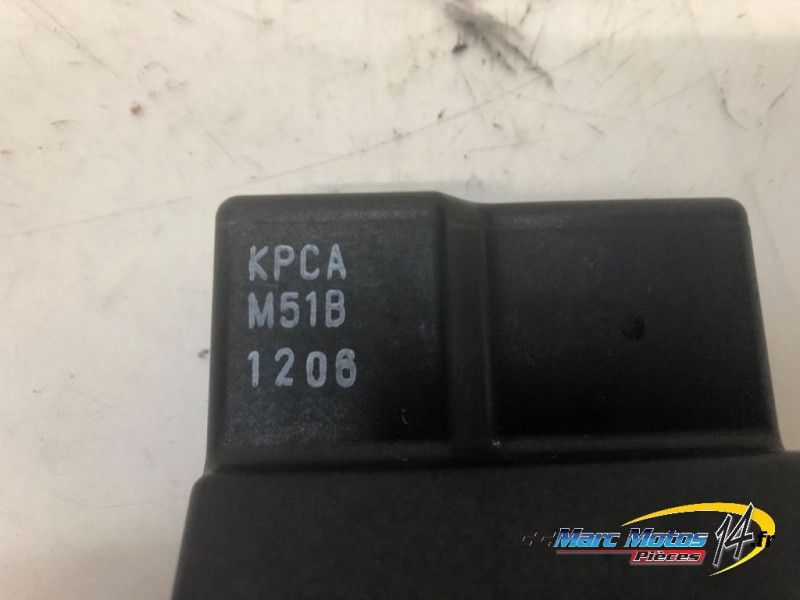 KPCA
M51B
1206
Marc Motos 14.fr
Pièces